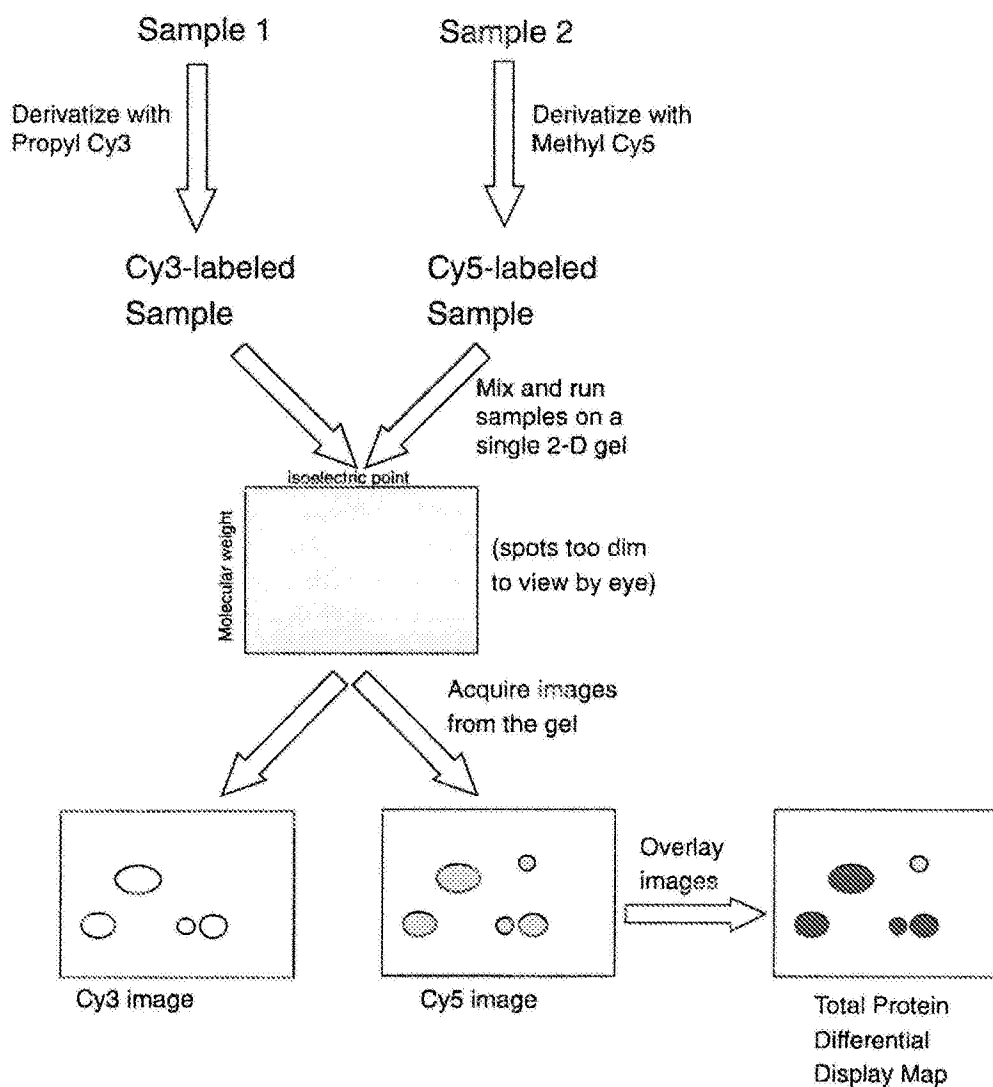 Sample 1
Sample 2
Derivatize with
Propyl Cy3
Derivatize with
Methyl Cy5
Cy3-labeled
Sample
Cy5-labeled
Sample
Mix and run
samples on a
single 2-D gel
isoelectric point
Molecular weight
(spots too dim
to view by eye)
Acquire images
from the gel
Overlay
images
Cy3 image
Cy5 image
Total Protein
Differential
Display Map